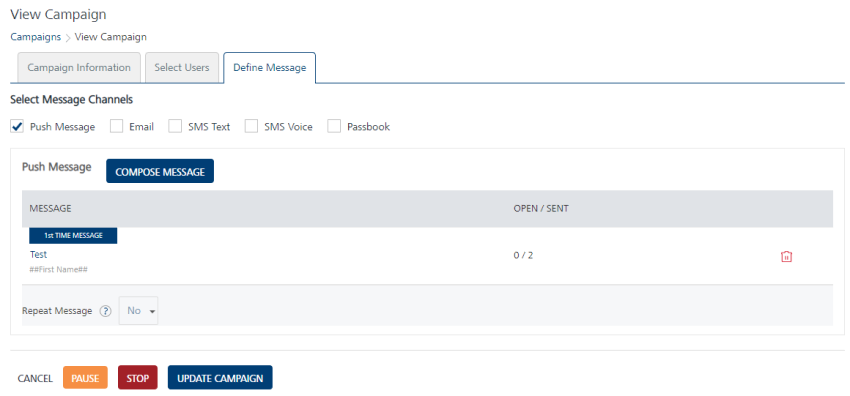 View Campaign
Campaigns > View Campaign
Campaign Information Select Users Define Message
Select Message Channels
Push Message Email SMS Text SMS Voice Passbook
Push Message COMPOSE MESSAGE
MESSAGE OPEN / SENT
1st TIME MESSAGE
Test 0 / 2
##First Name##
Repeat Message ? No
CANCEL PAUSE STOP UPDATE CAMPAIGN